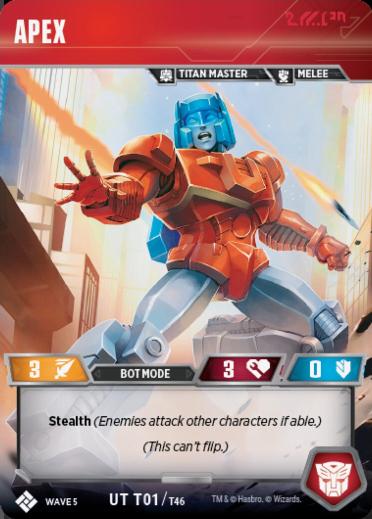 APEX
TITAN MASTER MELEE
3 BOT MODE 3 0
Stealth (Enemies attack other characters if able.)
(This can't flip.)
WAVE 5 UT T01/T46 TM & © Hasbro. © Wizards.